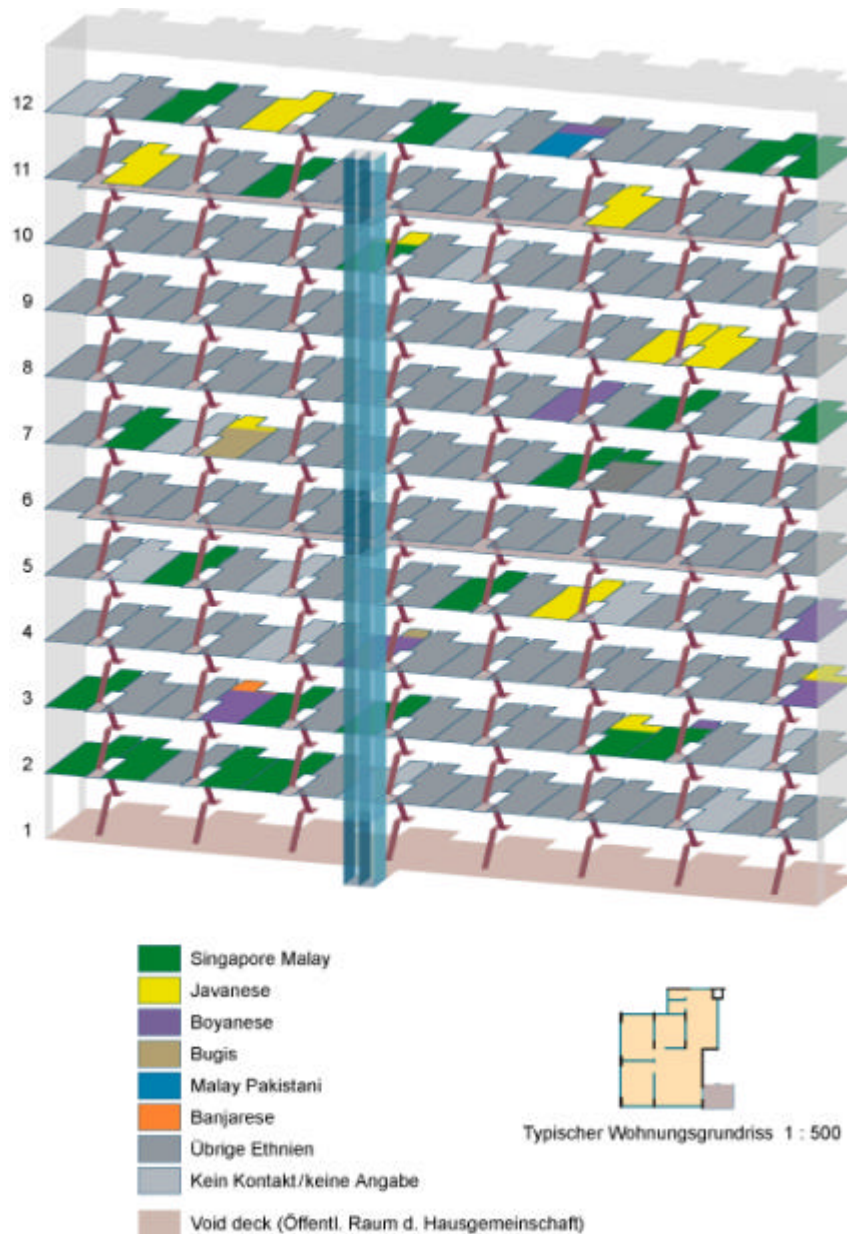 12
11
10
9
8
7
6
5
4
3
2
1
Singapore Malay
Javanese
Boyanese
Bugis
Malay Pakistani
Banjarese
Übrige Ethnien
Kein Kontakt/keine Angabe
Void deck (Öffentl. Raum d. Hausgemeinschaft)
Typischer Wohnungsgrundriss 1 : 500